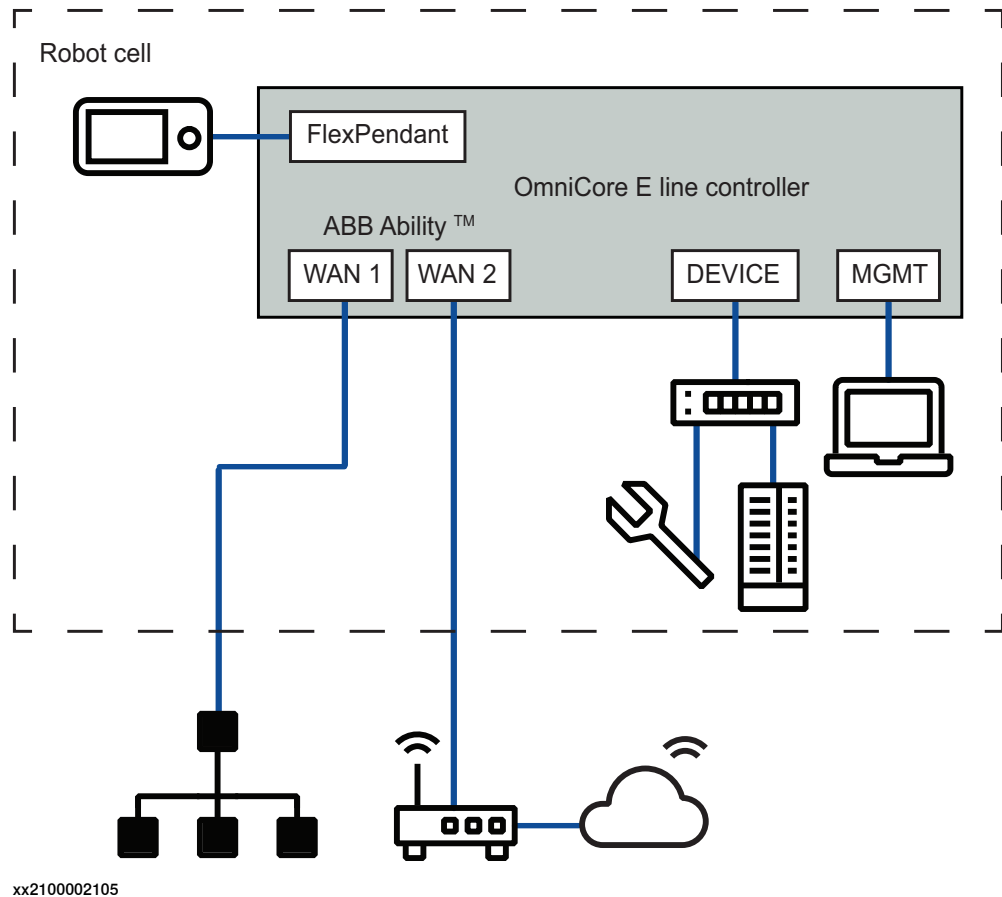 Robot cell
FlexPendant
OmniCore E line controller
ABB Ability ™
WAN 1
WAN 2
DEVICE
MGMT
xx2100002105